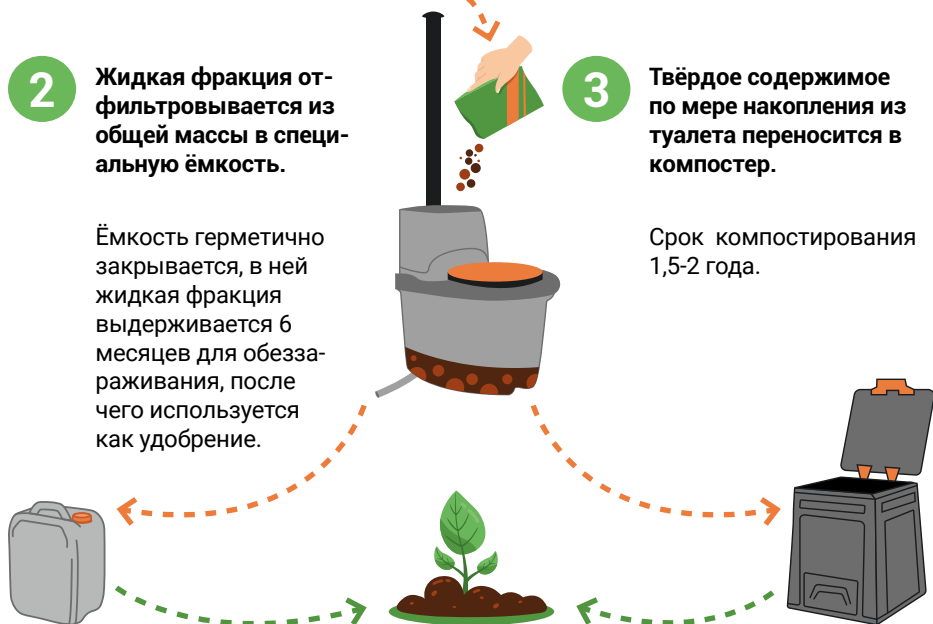 2
Жидкая фракция от-
фильтровывается из
общей массы в специ-
альную ёмкость.
Ёмкость герметично
закрывается, в ней
жидкая фракция
выдерживается 6
месяцев для обезза-
раживания, после
чего используется
как удобрение.
3
Твёрдое содержимое
по мере накопления из
туалета переносится в
компостер.
Срок компостирования
1,5-2 года.